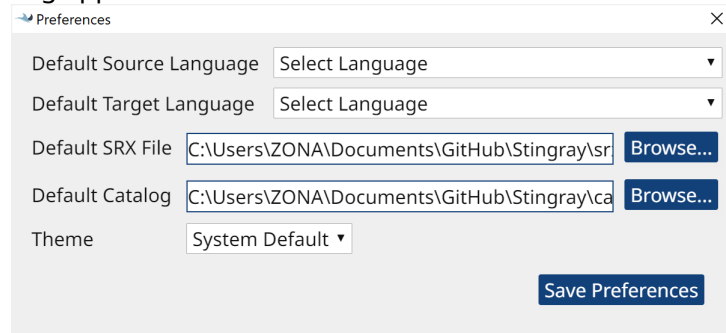 Preferences
Default Source Language Select Language
Default Target Language Select Language
Default SRX File C:\Users\ZONA\Documents\GitHub\Stingray\sr Browse...
Default Catalog C:\Users\ZONA\Documents\GitHub\Stingray\ca Browse...
Theme System Default
Save Preferences